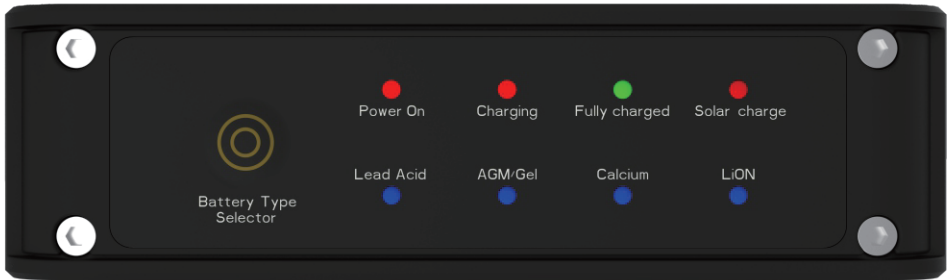 Power On
Charging
Fully charged
Solar charge
Lead Acid
AGM/Gel
Calcium
LiON
Battery Type
Selector